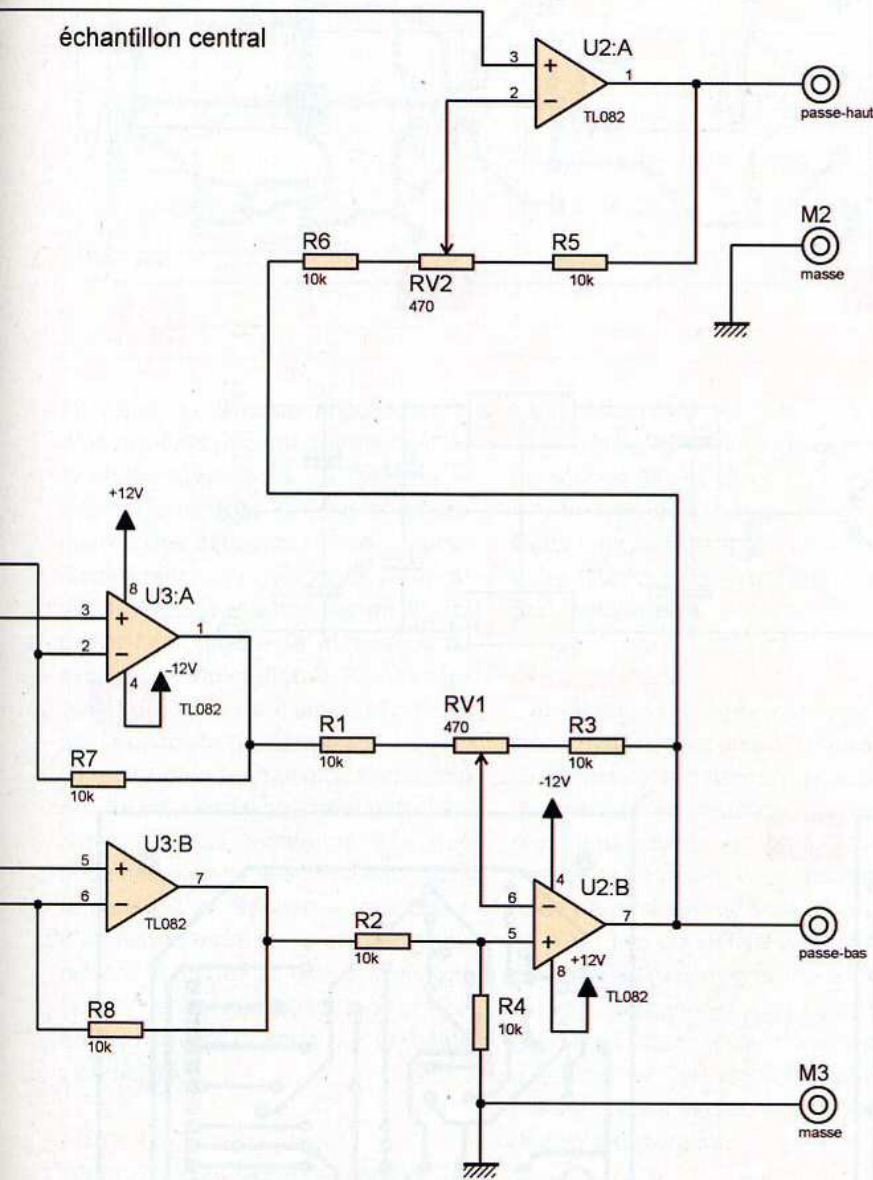 échantillon central
U2:A
3
+
1
2
−
TL082
passe-haut
M2
masse
R6
10k
RV2
470
R5
10k
+12V
8
U3:A
3
+
1
2
−
-12V
4
TL082
R7
10k
R1
10k
RV1
470
R3
10k
-12V
U3:B
5
+
7
6
−
TL082
4
U2:B
6
−
7
5
+
+12V
8
TL082
passe-bas
R2
10k
R8
10k
R4
10k
M3
masse